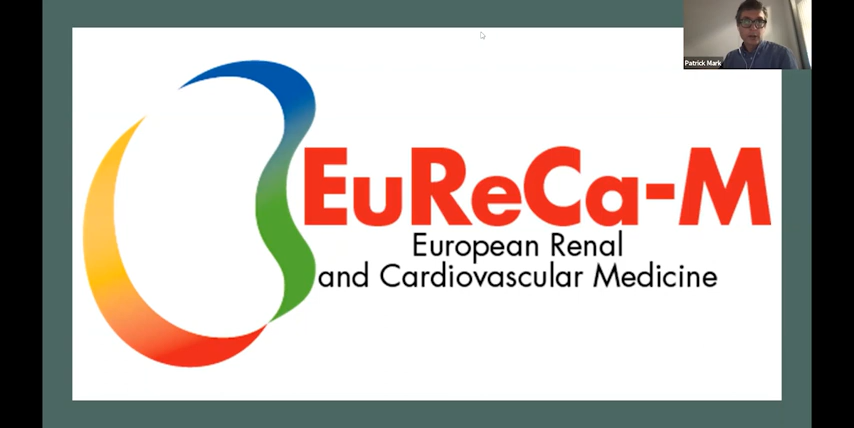 Patrick Mark
EuReCa-M
European Renal
and Cardiovascular Medicine